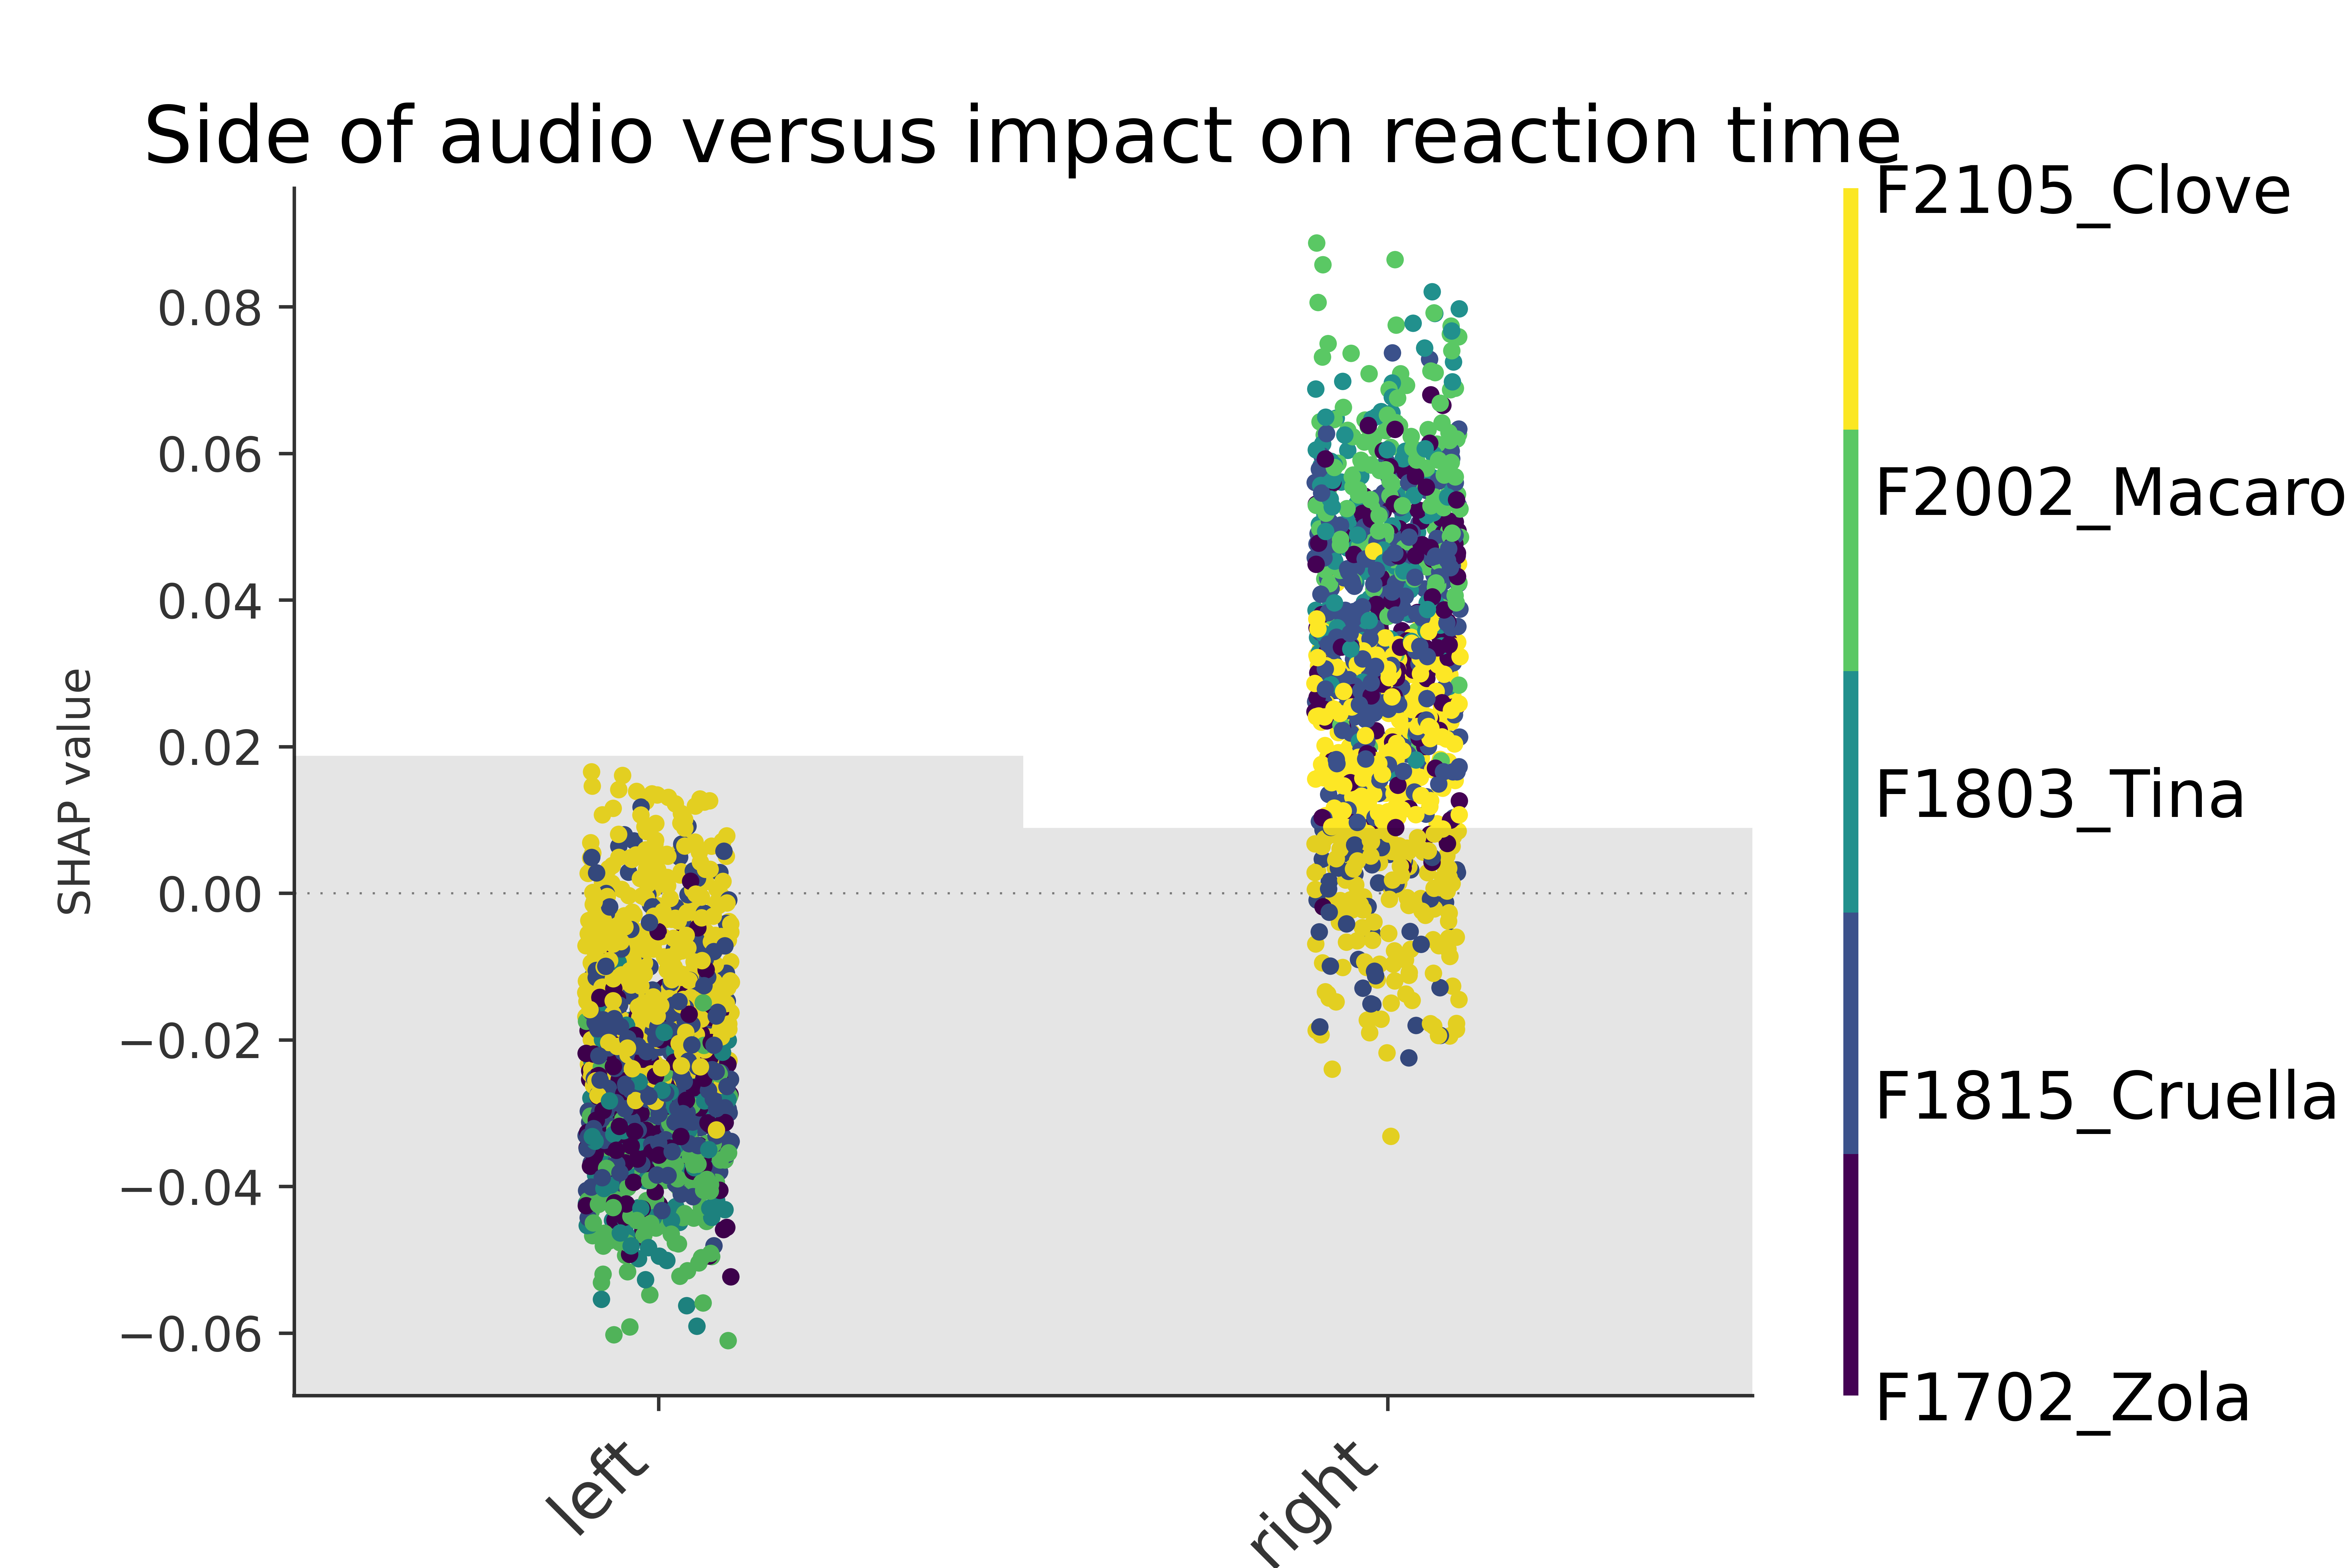 Side of audio versus impact on reaction time
SHAP value
0.08
0.06
0.04
0.02
0.00
−0.02
−0.04
−0.06
left
right
F2105_Clove
F2002_Macaro
F1803_Tina
F1815_Cruella
F1702_Zola